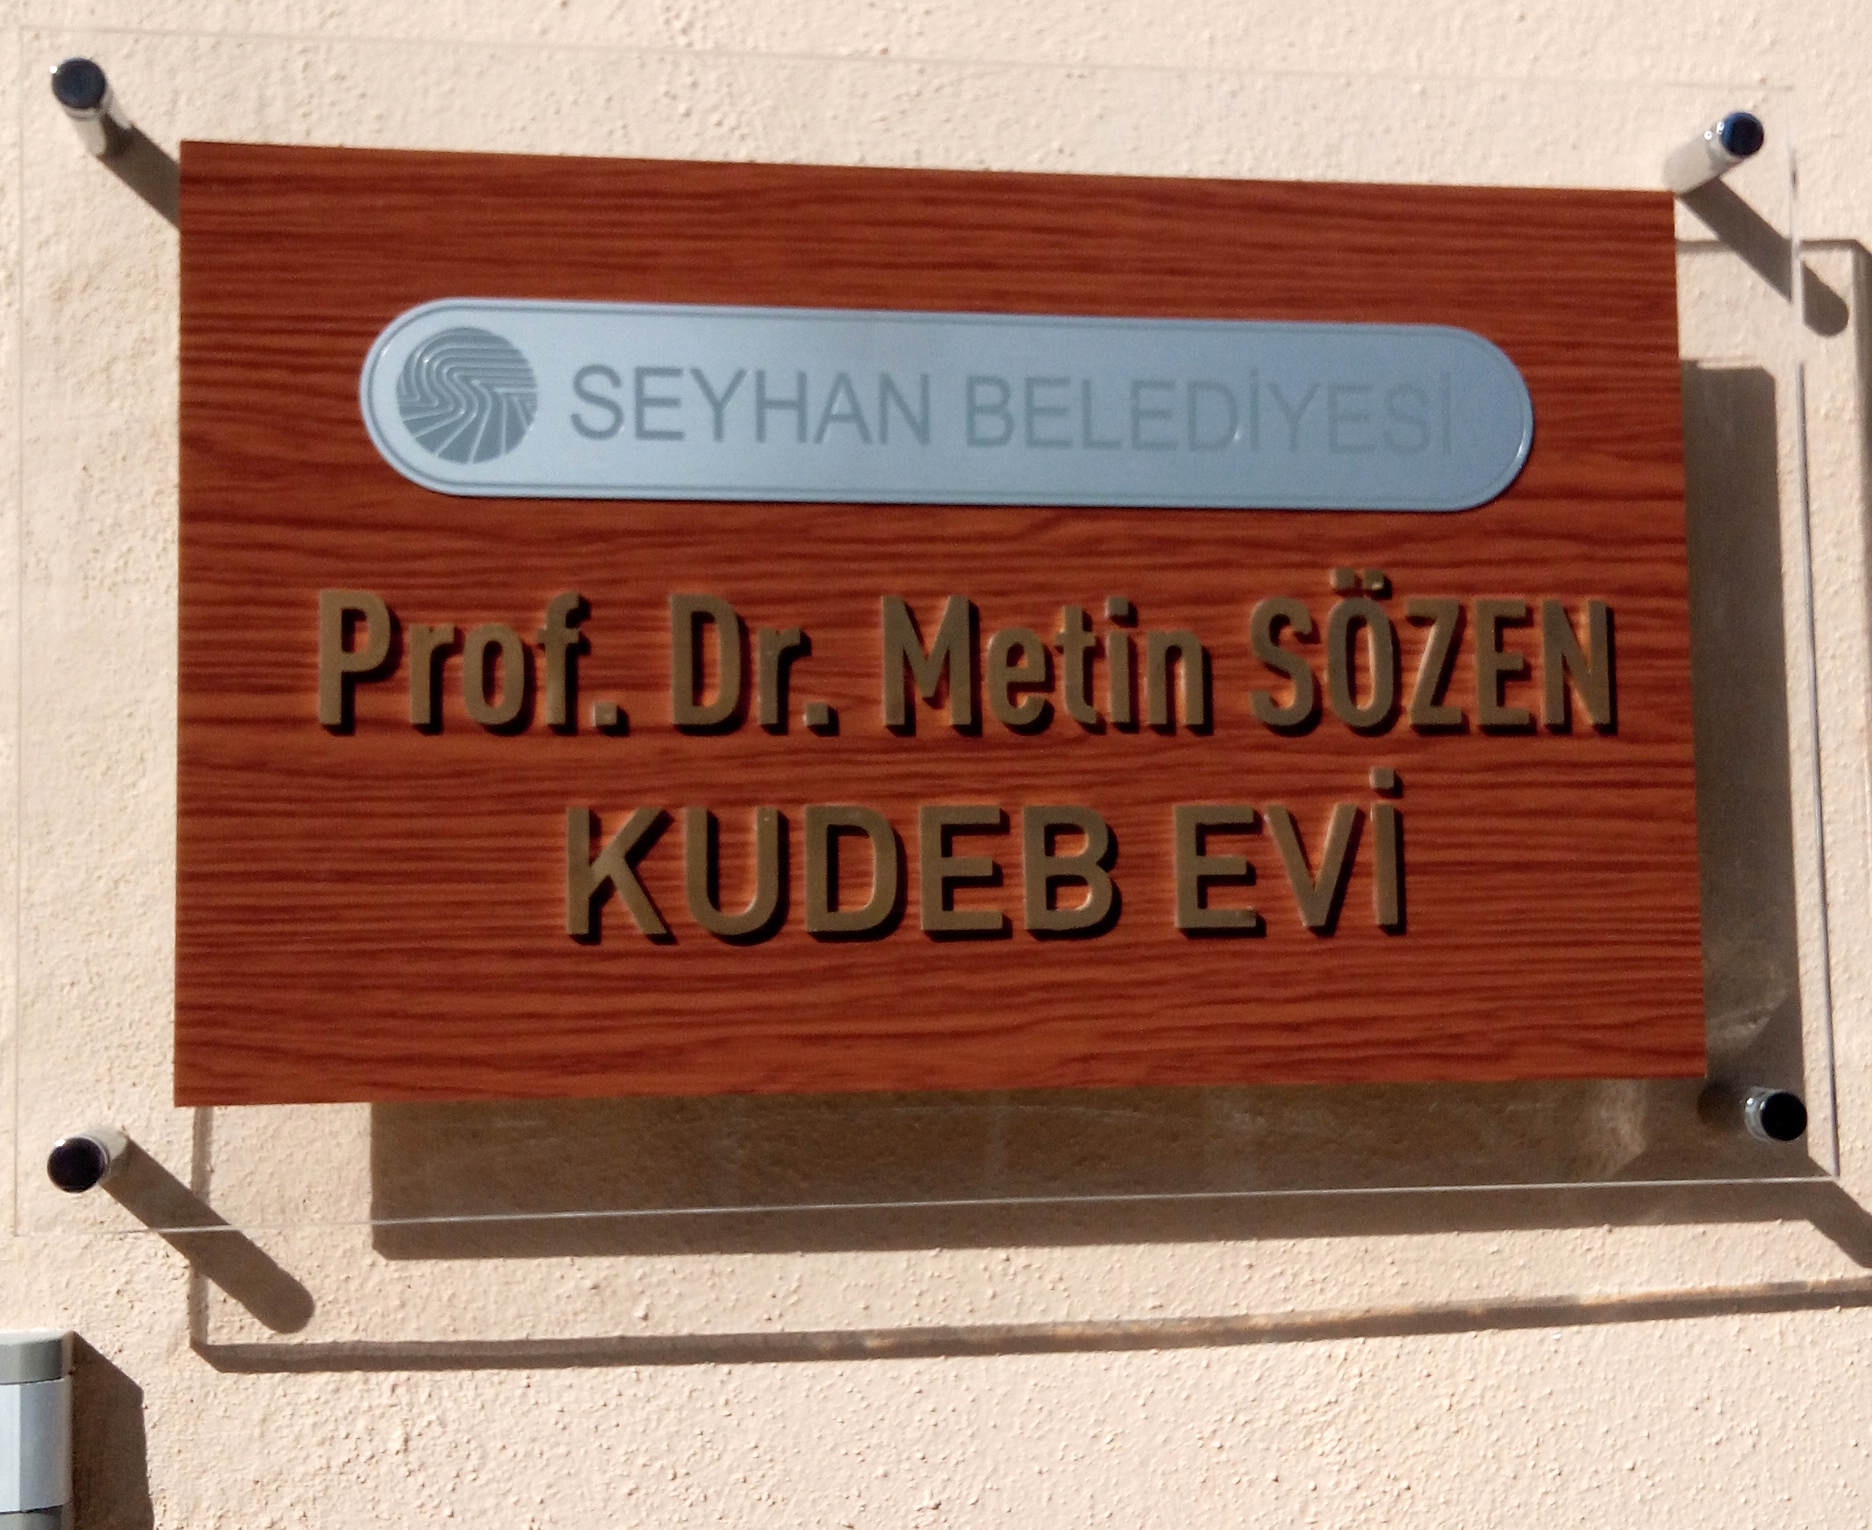 SEYHAN BELEDİYESİ
Prof. Dr. Metin SÖZEN
KUDEB EVİ